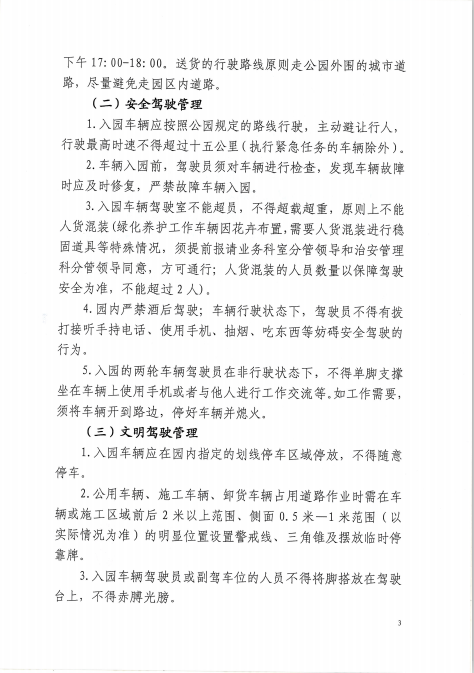 下午17:00-18:00。送货的行驶路线原则走公园外围的城市道
路，尽量避免走园区内道路。
（二）安全驾驶管理
1.入园车辆应按照公园规定的路线行驶，主动避让行人，
行驶最高时速不得超过十五公里（执行紧急任务的车辆除外）。
2.车辆入园前，驾驶员须对车辆进行检查，发现车辆故障
时应及时修复，严禁故障车辆入园。
3.入园车辆驾驶室不能超员，不得超载超重，原则上不能
人货混装(绿化养护工作车辆因花卉布置,需要人货混装进行稳
固道具等特殊情况，须提前报请业务科室分管领导和治安管理
科分管领导同意，方可通行；人货混装的人员数量以保障驾驶
安全为准，不能超过2人)。
4.园内严禁酒后驾驶；车辆行驶状态下，驾驶员不得有拨
打接听手持电话、使用手机、抽烟、吃东西等妨碍安全驾驶的
行为。
5.入园的两轮车辆驾驶员在非行驶状态下，不得单脚支撑
坐在车辆上使用手机或者与他人进行工作交流等。如工作需要，
须将车辆开到路边，停好车辆并熄火。
（三）文明驾驶管理
1.入园车辆应在园内指定的划线停车区域停放，不得随意
停车。
2.公用车辆、施工车辆、卸货车辆占用道路作业时需在车
辆或施工区域前后2米以上范围、侧面0.5米—1米范围（以
实际情况为准）的明显位置设置警戒线、三角锥及摆放临时停
靠牌。
3.入园车辆驾驶员或副驾车位的人员不得将脚搭放在驾驶
台上，不得赤膊光膀。
3